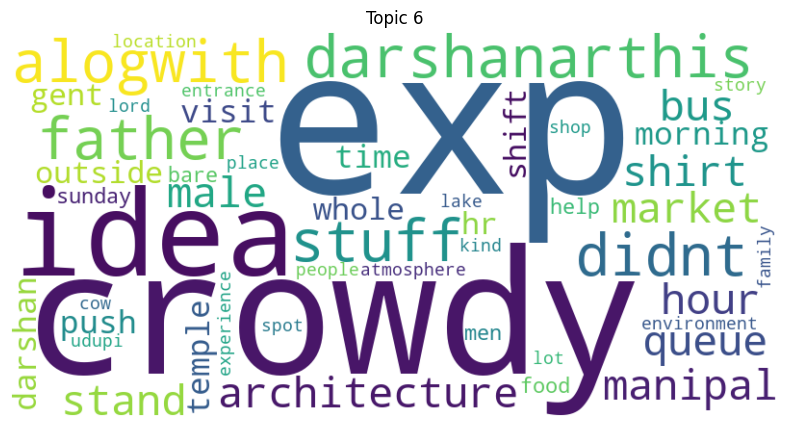 Topic 6
location
alogwith
darshanarthis
exp
gent
entrance
lord
visit
shift
shop
story
bus
father
time
morning
outside
bare
place
shirt
sunday
male
whole
lake
help
market
idea
stuff
hr
kind
didnt
family
people
atmosphere
crowdy
darshan
cow
push
udupi
temple
experience
spot
men
hour
environment
queue
lot
stand
architecture
food
manipal